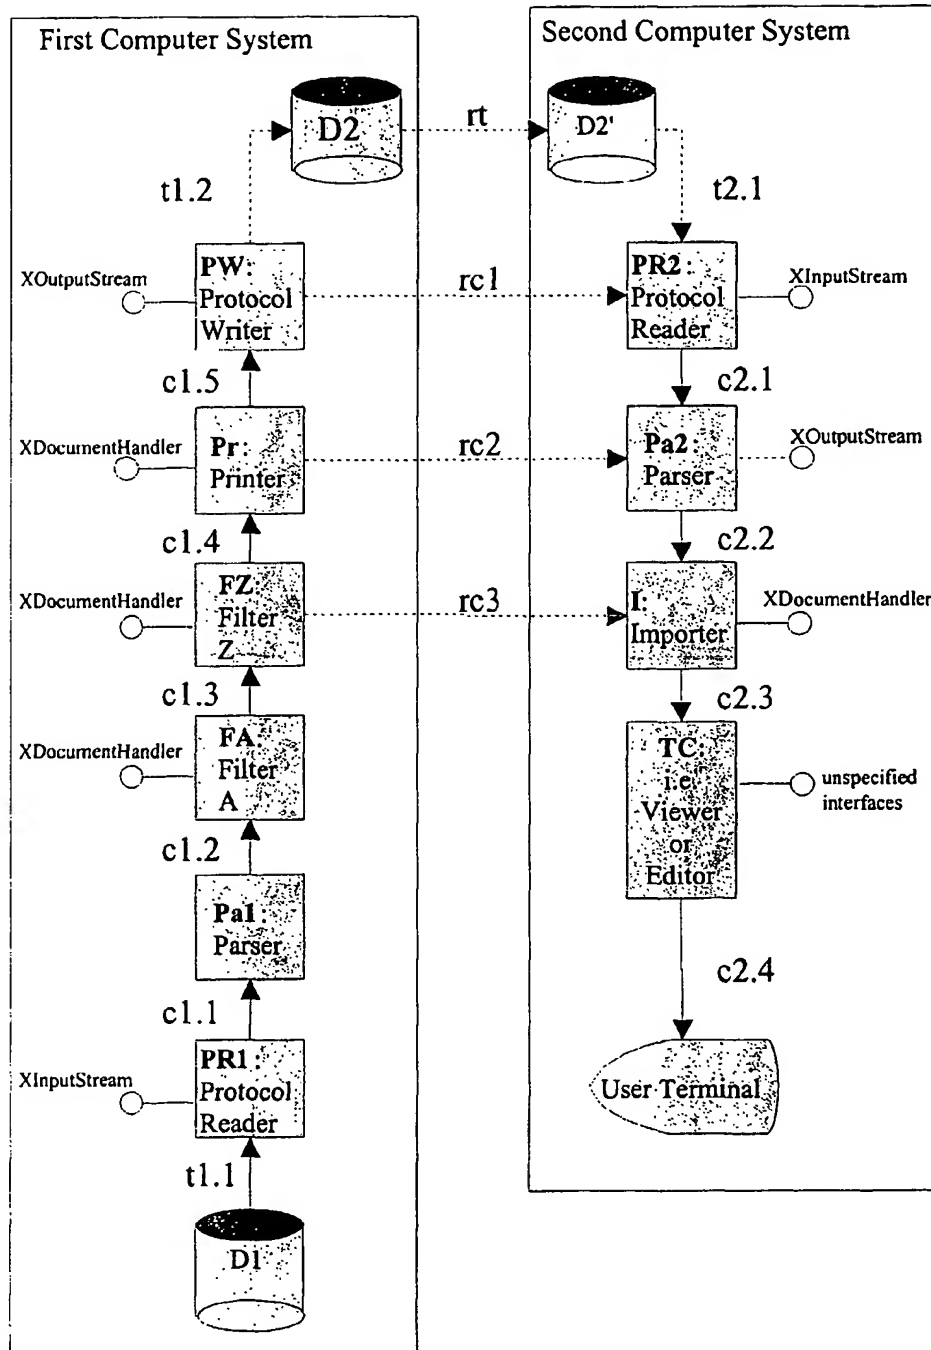 First Computer System
D2
t1.2
XOutputStream
PW:
Protocol
Writer
c1.5
XDocumentHandler
Pr:
Printer
c1.4
XDocumentHandler
FZ:
Filter
Z
c1.3
XDocumentHandler
FA:
Filter
A
c1.2
Pa1:
Parser
c1.1
XInputStream
PR1:
Protocol
Reader
t1.1
D1
rt
rc1
rc2
rc3
Second Computer System
D2'
t2.1
PR2:
Protocol
Reader
XInputStream
c2.1
Pa2:
Parser
XOutputStream
c2.2
I:
Importer
XDocumentHandler
c2.3
TC:
i.e
Viewer
or
Editor
unspecified
interfaces
c2.4
User Terminal